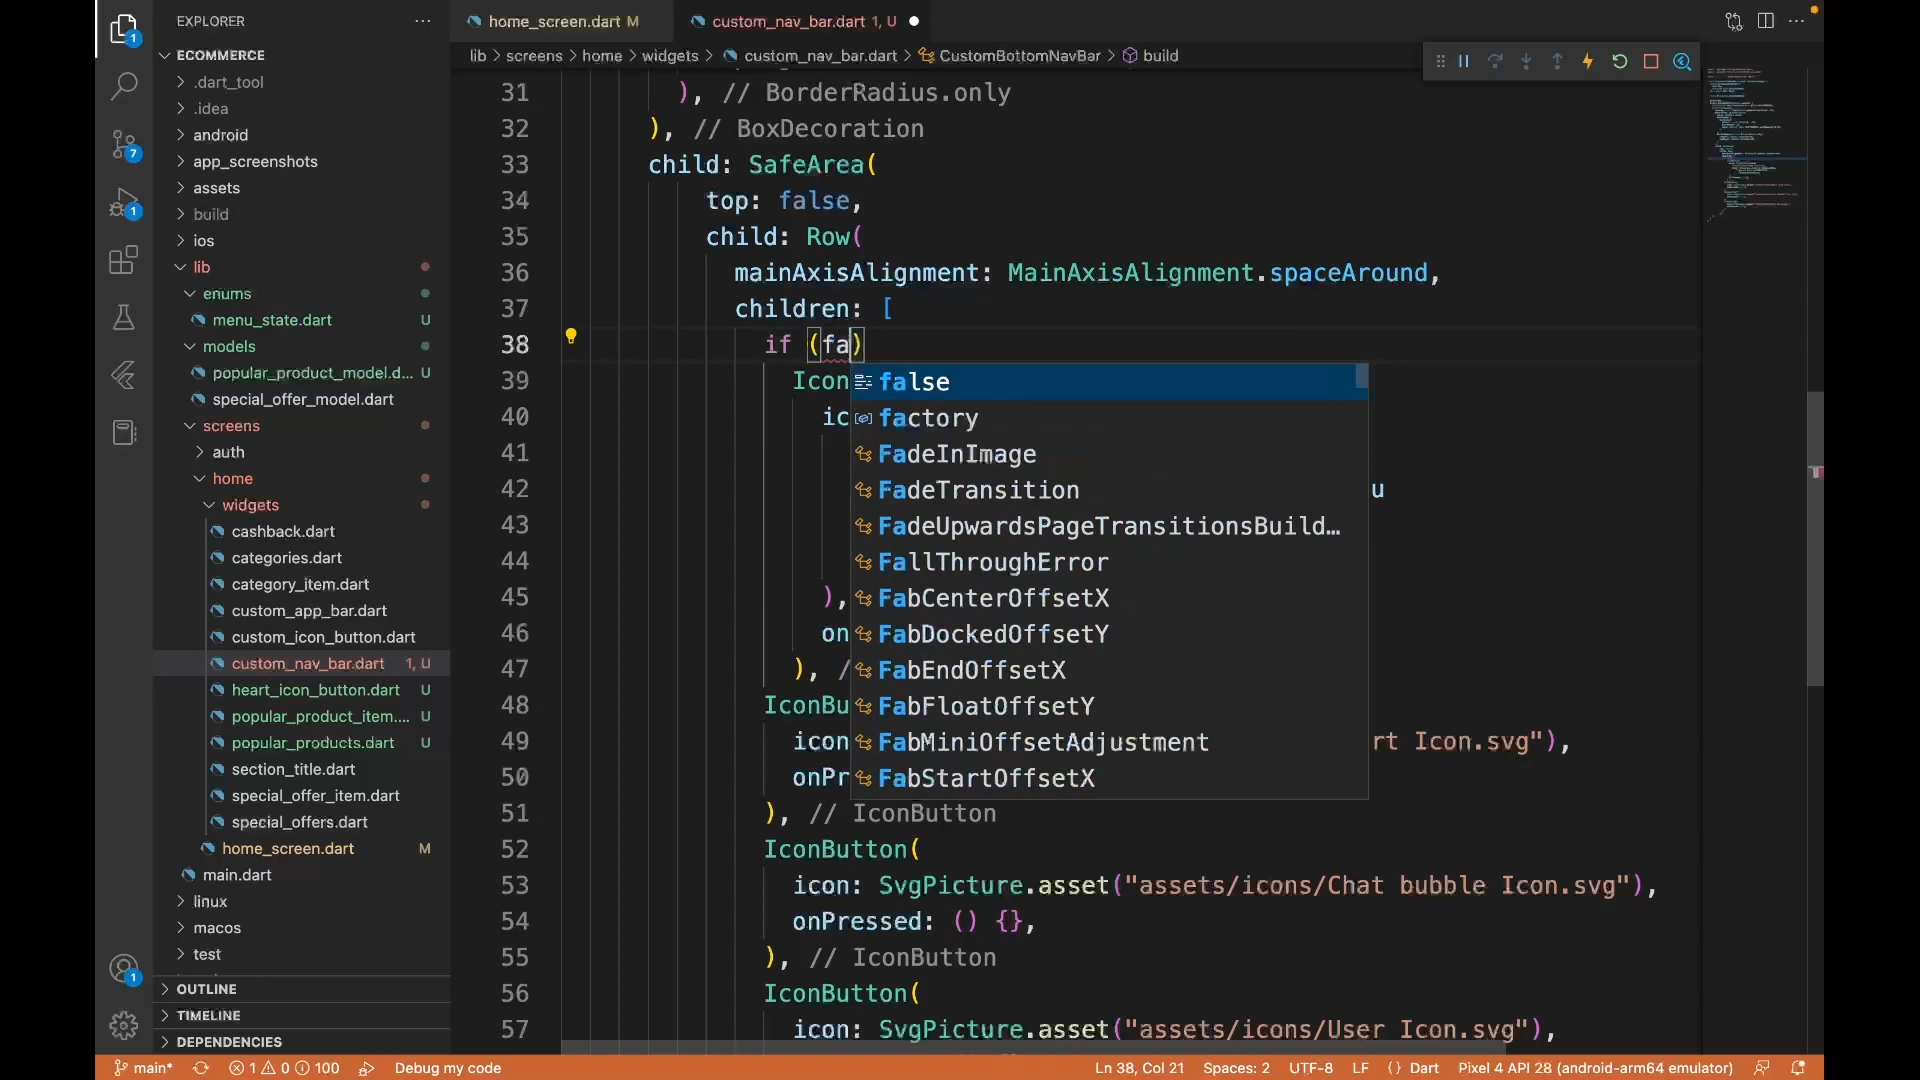 EXPLORER
home_screen.dart M
custom_nav_bar.dart 1, U
ECOMMERCE
lib > screens > home > widgets > custom_nav_bar.dart > CustomBottomNavBar > build
.dart_tool
.idea
android
app_screenshots
assets
build
ios
lib
enums
menu_state.dart U
models
popular_product_model.d... U
special_offer_model.dart
screens
auth
home
widgets
cashback.dart
categories.dart
category_item.dart
custom_app_bar.dart
custom_icon_button.dart
custom_nav_bar.dart 1, U
heart_icon_button.dart U
popular_product_item.... U
popular_products.dart U
section_title.dart
special_offer_item.dart
special_offers.dart
home_screen.dart M
main.dart
linux
macos
test
OUTLINE
TIMELINE
DEPENDENCIES
1
7
1
1
31 ), // BorderRadius.only
32 ), // BoxDecoration
33 child: SafeArea(
34 top: false,
35 child: Row(
36 mainAxisAlignment: MainAxisAlignment.spaceAround,
37 children: [
38 if (fa)
39 Icon
40 ic
41
42 u
43
44
45 ),
46 on
47 ), /
48 IconBu
49 icon rt Icon.svg"),
50 onPr
51 ), // IconButton
52 IconButton(
53 icon: SvgPicture.asset("assets/icons/Chat bubble Icon.svg"),
54 onPressed: () {},
55 ), // IconButton
56 IconButton(
57 icon: SvgPicture.asset("assets/icons/User Icon.svg"),
false
factory
FadeInImage
FadeTransition
FadeUpwardsPageTransitionsBuild…
FallThroughError
FabCenterOffsetX
FabDockedOffsetY
FabEndOffsetX
FabFloatOffsetY
FabMiniOffsetAdjustment
FabStartOffsetX
main* 1 0 100 Debug my code Ln 38, Col 21 Spaces: 2 UTF-8 LF {} Dart Pixel 4 API 28 (android-arm64 emulator)